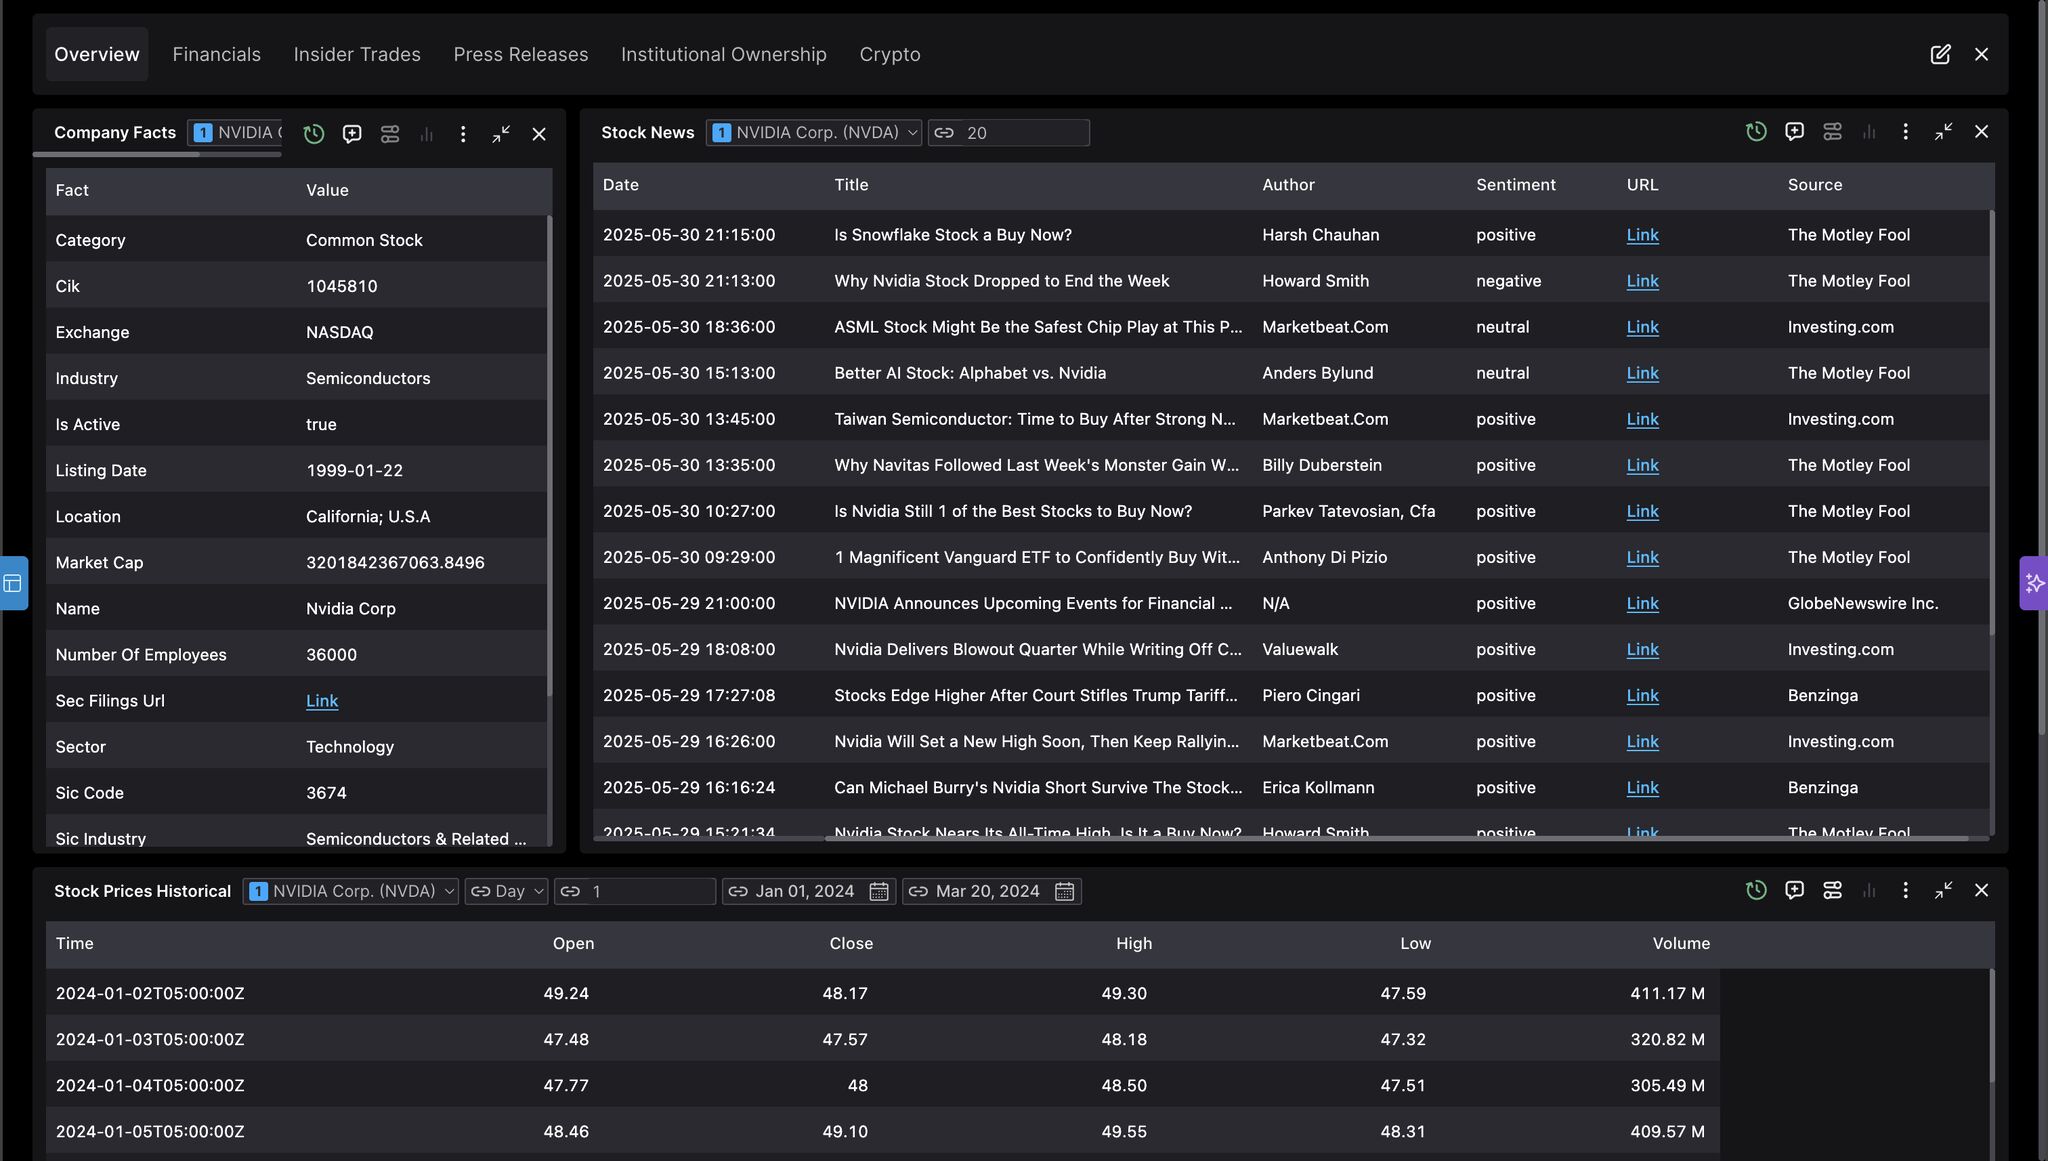 Overview Financials Insider Trades Press Releases Institutional Ownership Crypto
Company Facts 1 NVIDIA
Fact Value
Category Common Stock
Cik 1045810
Exchange NASDAQ
Industry Semiconductors
Is Active true
Listing Date 1999-01-22
Location California; U.S.A
Market Cap 3201842367063.8496
Name Nvidia Corp
Number Of Employees 36000
Sec Filings Url Link
Sector Technology
Sic Code 3674
Sic Industry Semiconductors & Related ...
Stock News 1 NVIDIA Corp. (NVDA) 20
Date Title Author Sentiment URL Source
2025-05-30 21:15:00 Is Snowflake Stock a Buy Now? Harsh Chauhan positive Link The Motley Fool
2025-05-30 21:13:00 Why Nvidia Stock Dropped to End the Week Howard Smith negative Link The Motley Fool
2025-05-30 18:36:00 ASML Stock Might Be the Safest Chip Play at This P... Marketbeat.Com neutral Link Investing.com
2025-05-30 15:13:00 Better AI Stock: Alphabet vs. Nvidia Anders Bylund neutral Link The Motley Fool
2025-05-30 13:45:00 Taiwan Semiconductor: Time to Buy After Strong N... Marketbeat.Com positive Link Investing.com
2025-05-30 13:35:00 Why Navitas Followed Last Week's Monster Gain W... Billy Duberstein positive Link The Motley Fool
2025-05-30 10:27:00 Is Nvidia Still 1 of the Best Stocks to Buy Now? Parkev Tatevosian, Cfa positive Link The Motley Fool
2025-05-30 09:29:00 1 Magnificent Vanguard ETF to Confidently Buy Wit... Anthony Di Pizio positive Link The Motley Fool
2025-05-29 21:00:00 NVIDIA Announces Upcoming Events for Financial ... N/A positive Link GlobeNewswire Inc.
2025-05-29 18:08:00 Nvidia Delivers Blowout Quarter While Writing Off C... Valuewalk positive Link Investing.com
2025-05-29 17:27:08 Stocks Edge Higher After Court Stifles Trump Tariff... Piero Cingari positive Link Benzinga
2025-05-29 16:26:00 Nvidia Will Set a New High Soon, Then Keep Rallyin... Marketbeat.Com positive Link Investing.com
2025-05-29 16:16:24 Can Michael Burry's Nvidia Short Survive The Stock... Erica Kollmann positive Link Benzinga
2025-05-29 15:21:34 Nvidia Stock Nears Its All-Time High. Is It a Buy Now? Howard Smith positive Link The Motley Fool
Stock Prices Historical 1 NVIDIA Corp. (NVDA) Day 1 Jan 01, 2024 Mar 20, 2024
Time Open Close High Low Volume
2024-01-02T05:00:00Z 49.24 48.17 49.30 47.59 411.17 M
2024-01-03T05:00:00Z 47.48 47.57 48.18 47.32 320.82 M
2024-01-04T05:00:00Z 47.77 48 48.50 47.51 305.49 M
2024-01-05T05:00:00Z 48.46 49.10 49.55 48.31 409.57 M